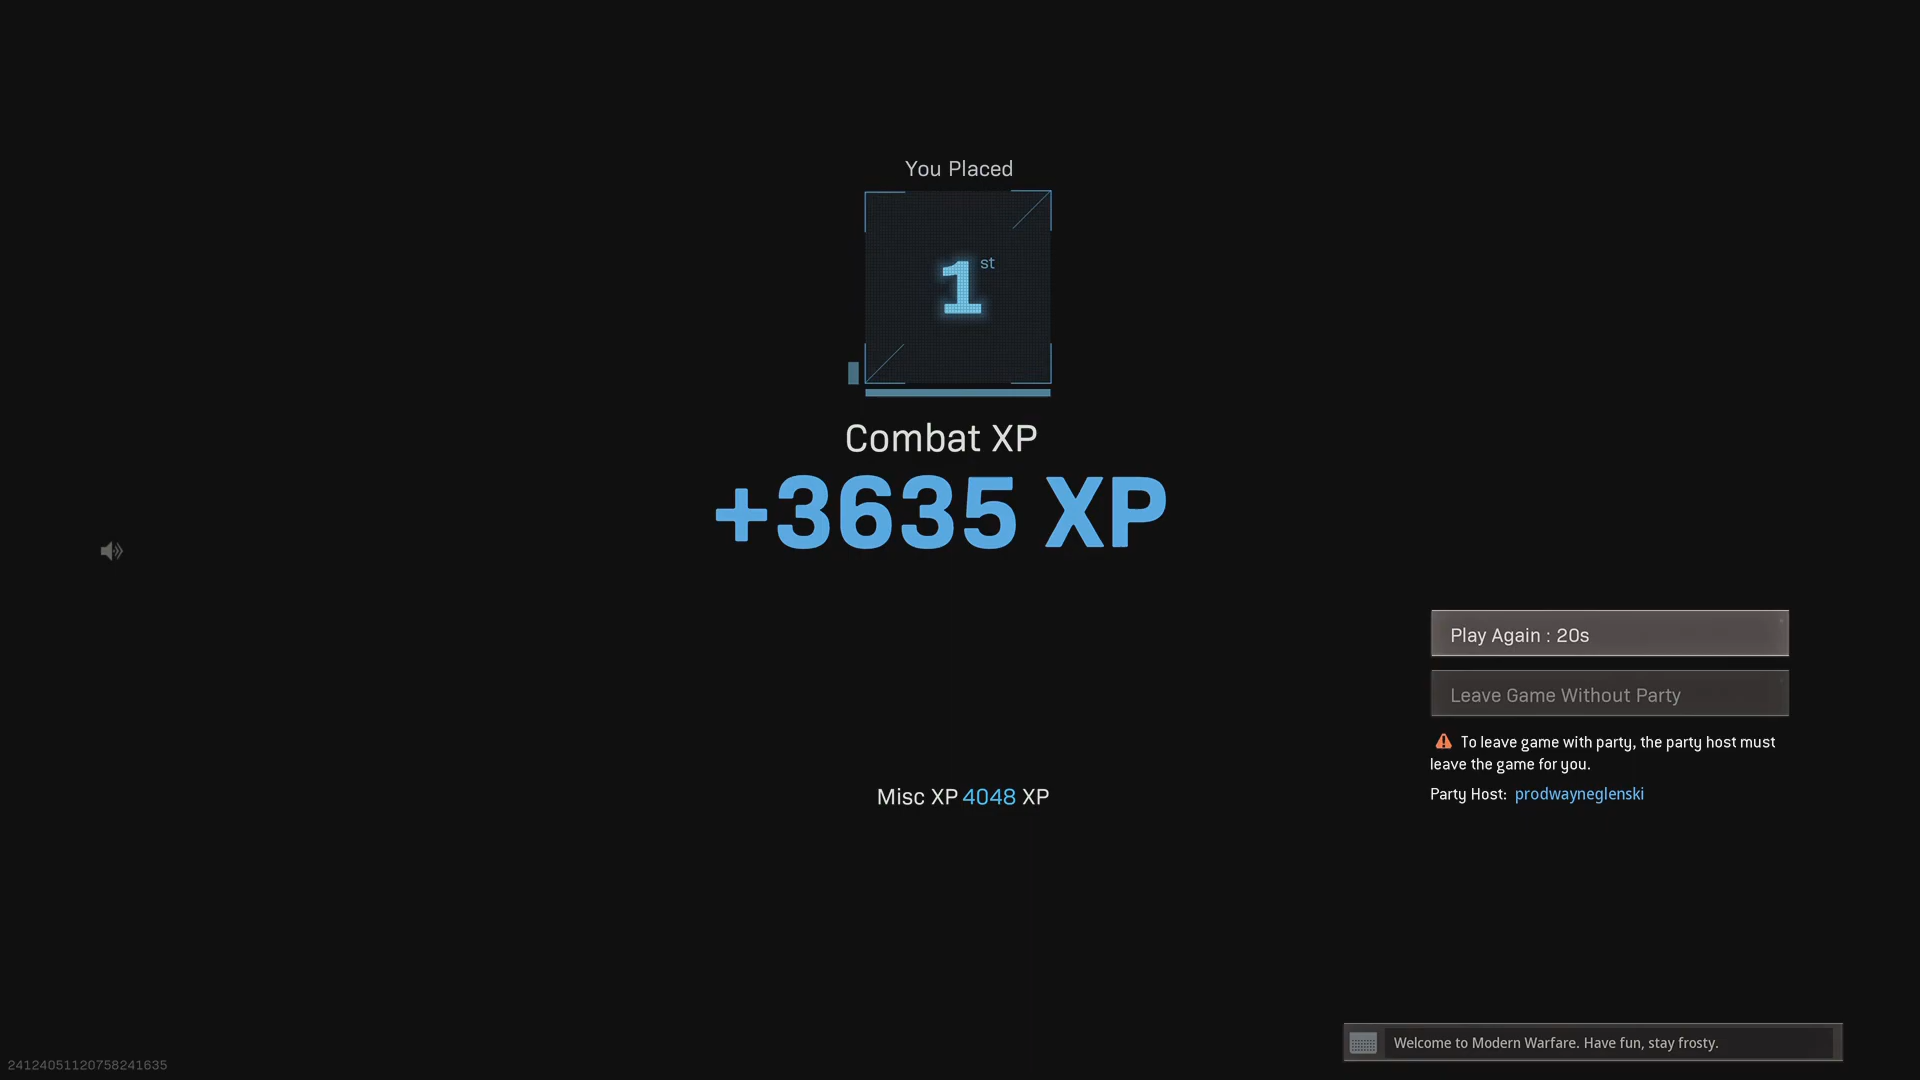 You Placed
1st
Combat XP
+3635 XP
Play Again : 20s
Leave Game Without Party
To leave game with party, the party host must
leave the game for you.
Party Host: prodwayneglenski
Misc XP 4048 XP
Welcome to Modern Warfare. Have fun, stay frosty.
24124051120758241635